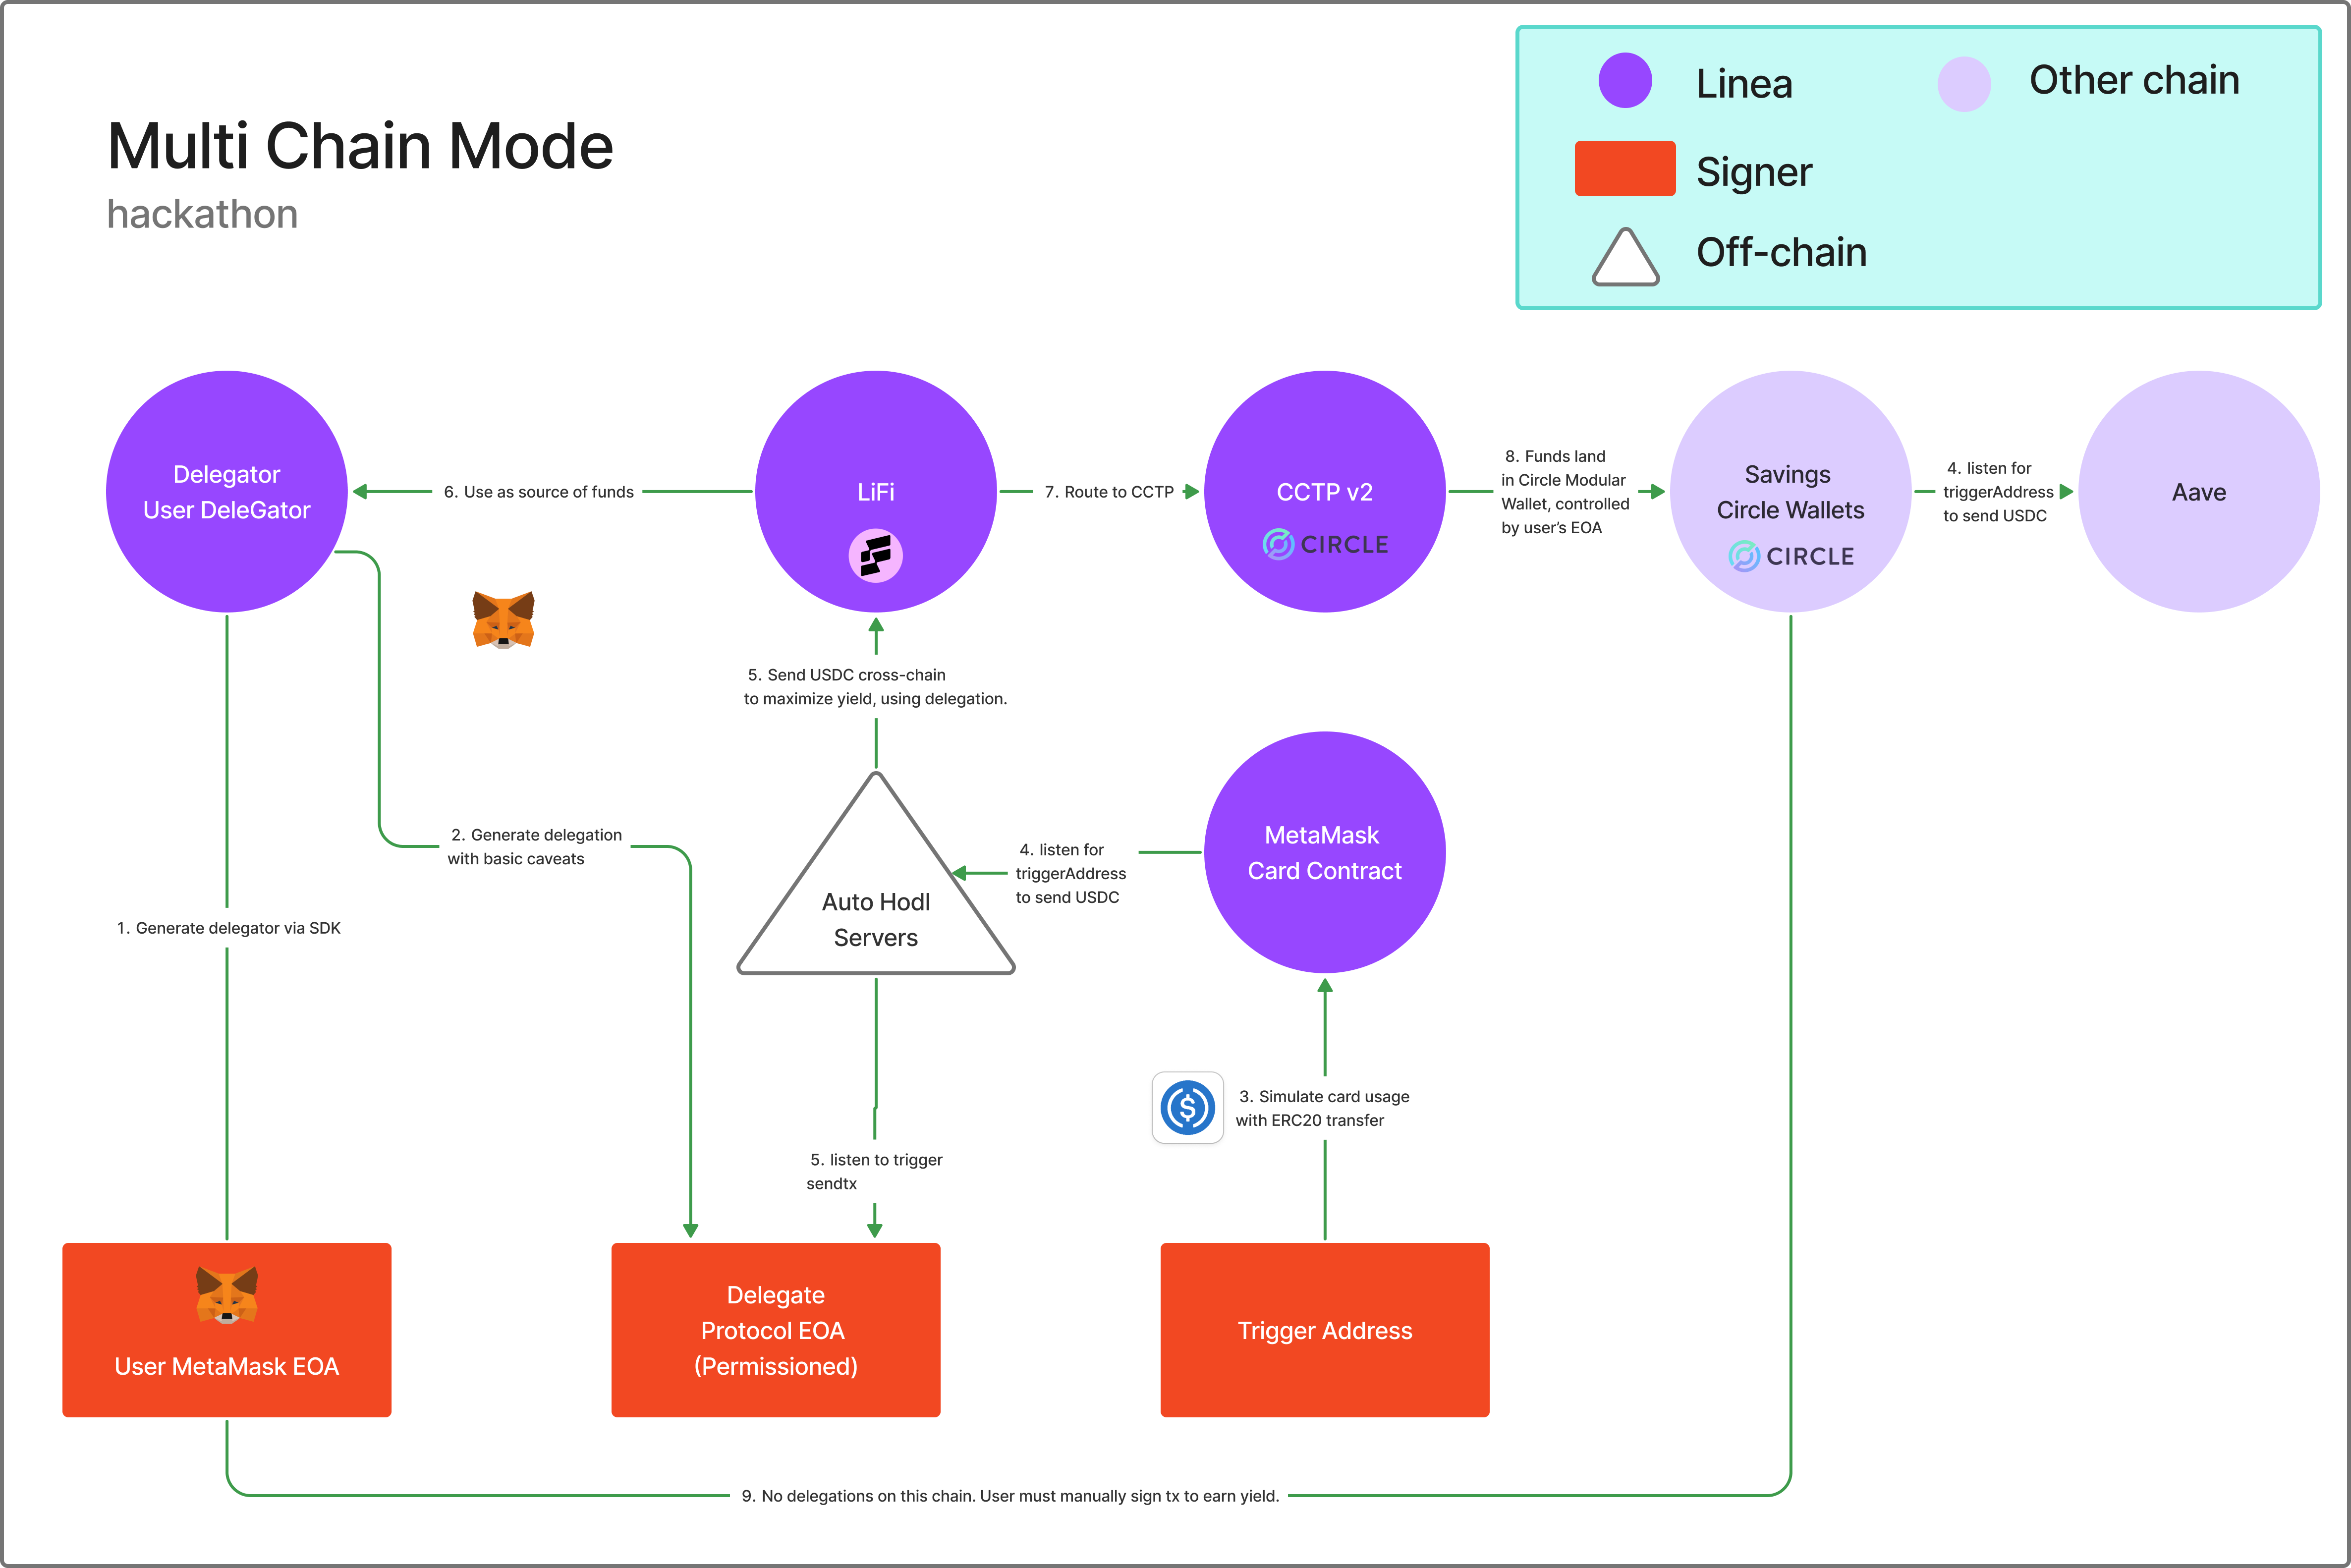 Multi Chain Mode
hackathon
Linea
Other chain
Signer
Off-chain
Delegator
User DeleGator
6. Use as source of funds
LiFi
7. Route to CCTP
CCTP v2
CIRCLE
8. Funds land
in Circle Modular
Wallet, controlled
by user's EOA
Savings
Circle Wallets
CIRCLE
4. listen for
triggerAddress
to send USDC
Aave
5. Send USDC cross-chain
to maximize yield, using delegation.
2. Generate delegation
with basic caveats
1. Generate delegator via SDK
Auto Hodl
Servers
4. listen for
triggerAddress
to send USDC
MetaMask
Card Contract
3. Simulate card usage
with ERC20 transfer
5. listen to trigger
sendtx
User MetaMask EOA
Delegate
Protocol EOA
(Permissioned)
Trigger Address
9. No delegations on this chain. User must manually sign tx to earn yield.